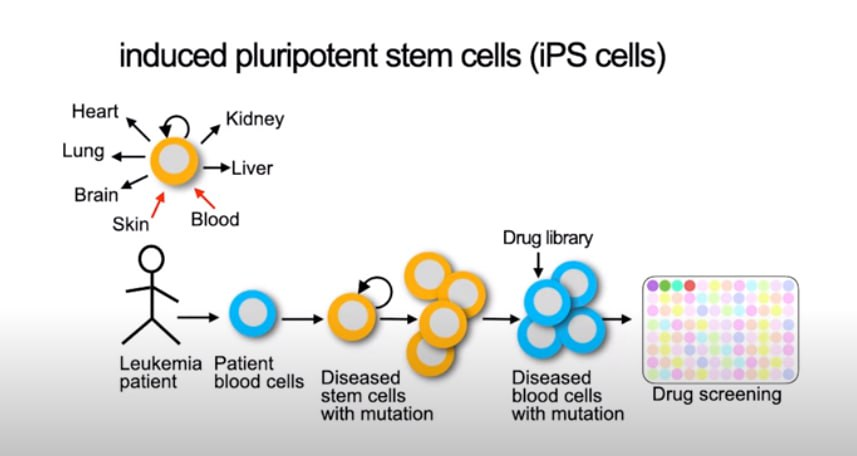 induced pluripotent stem cells (iPS cells)
Heart
Kidney
Lung
Liver
Brain
Skin
Blood
Drug library
Leukemia
patient
Patient
blood cells
Diseased
stem cells
with mutation
Diseased
blood cells
with mutation
Drug screening